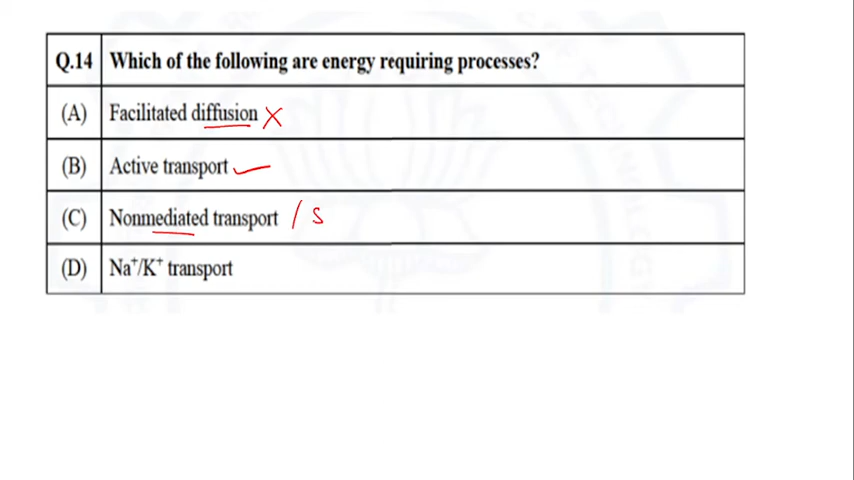 Q.14 Which of the following are energy requiring processes?
(A) Facilitated diffusion X
(B) Active transport ✓
(C) Nonmediated transport / S
(D) Na⁺/K⁺ transport